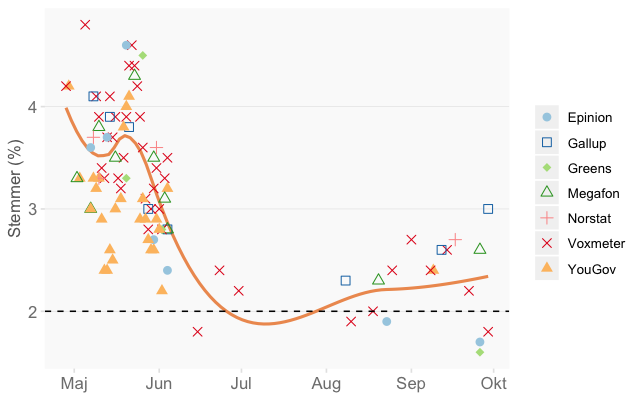 Stemmer (%)
4
3
2
Maj Jun Jul Aug Sep Okt
Epinion
Gallup
Greens
Megafon
Norstat
Voxmeter
YouGov